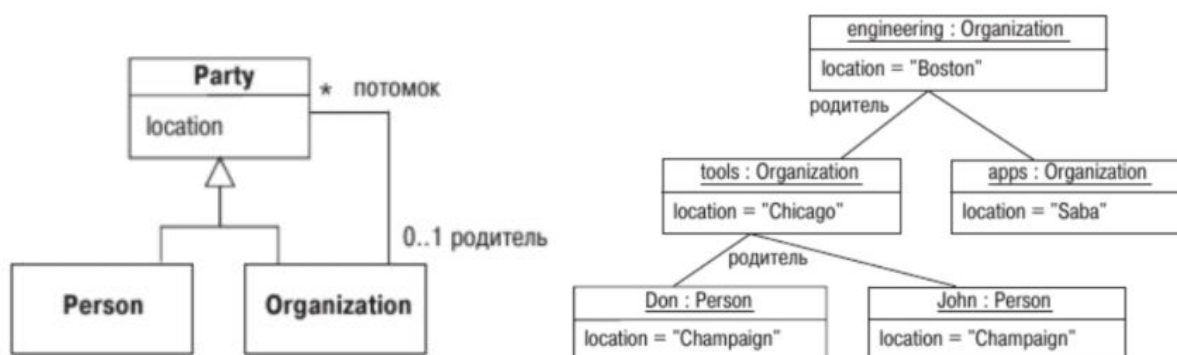 Party
location
* потомок
0..1 родитель
Person
Organization
engineering : Organization
location = "Boston"
родитель
tools : Organization
location = "Chicago"
apps : Organization
location = "Saba"
родитель
Don : Person
location = "Champaign"
John : Person
location = "Champaign"